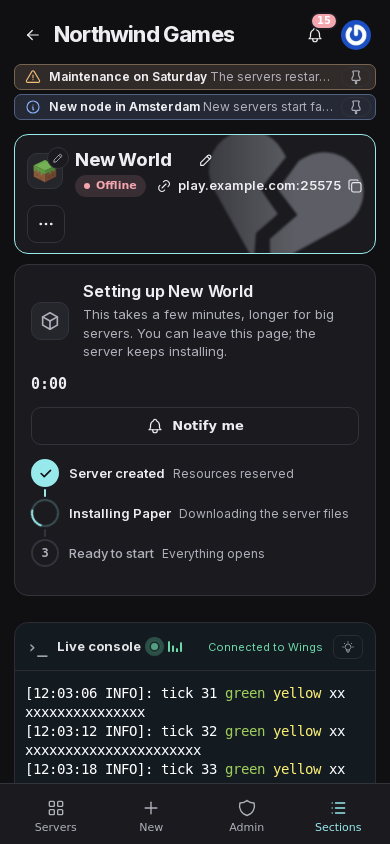 Northwind Games
15
Maintenance on Saturday The servers restar...
New node in Amsterdam New servers start fa...
New World
Offline
play.example.com:25575
Setting up New World
This takes a few minutes, longer for big
servers. You can leave this page; the
server keeps installing.
0:00
Notify me
Server created Resources reserved
Installing Paper Downloading the server files
3 Ready to start Everything opens
Live console
Connected to Wings
[12:03:06 INFO]: tick 31 green yellow xx
xxxxxxxxxxxxxxx
[12:03:12 INFO]: tick 32 green yellow xx
xxxxxxxxxxxxxxxxxxxxxx
[12:03:18 INFO]: tick 33 green yellow xx
Servers
New
Admin
Sections